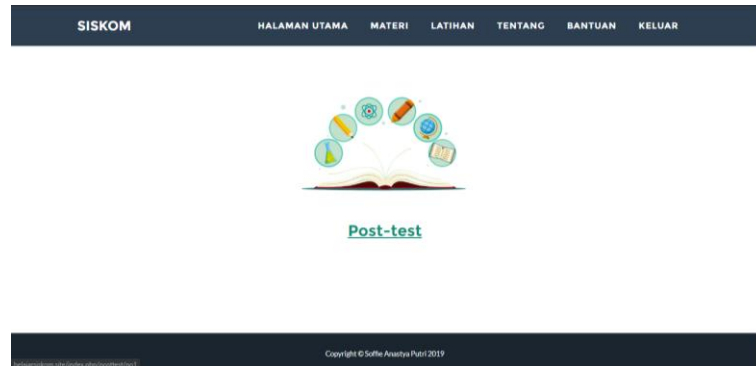 SISKOM HALAMAN UTAMA MATERI LATIHAN TENTANG BANTUAN KELUAR
Post-test
Copyright © Soffie Anastya Putri 2019